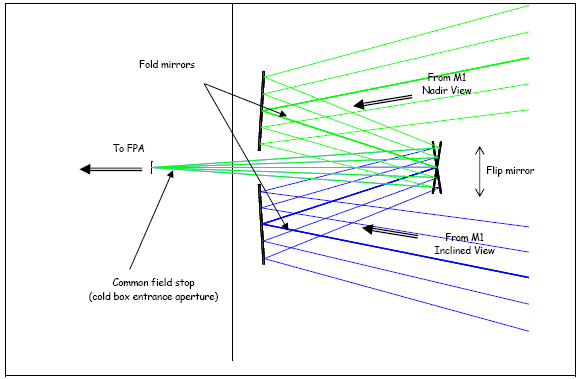 Fold mirrors
From M1
Nadir View
To FPA
Flip mirror
From M1
Inclined View
Common field stop
(cold box entrance aperture)